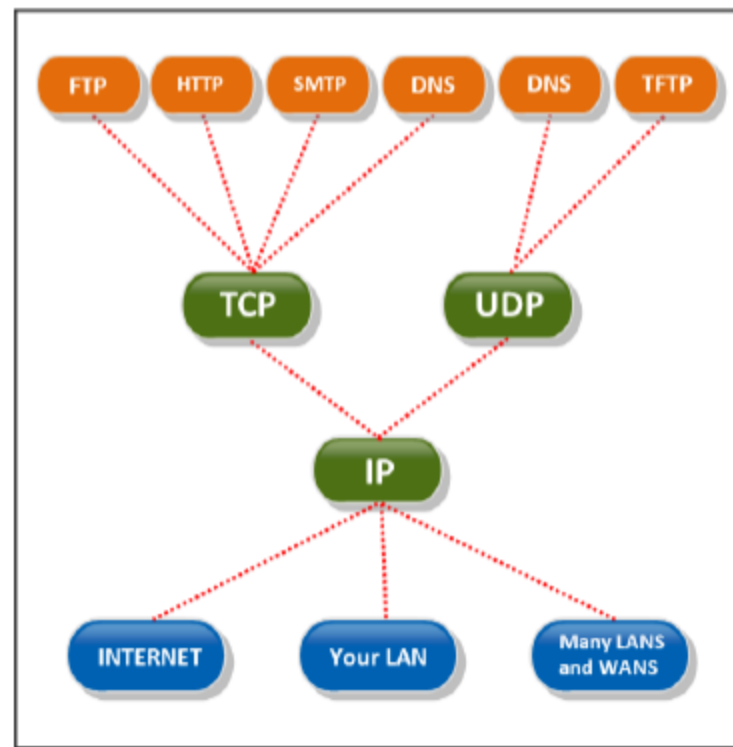 FTP
HTTP
SMTP
DNS
DNS
TFTP
TCP
UDP
IP
INTERNET
Your LAN
Many LANS
and WANS